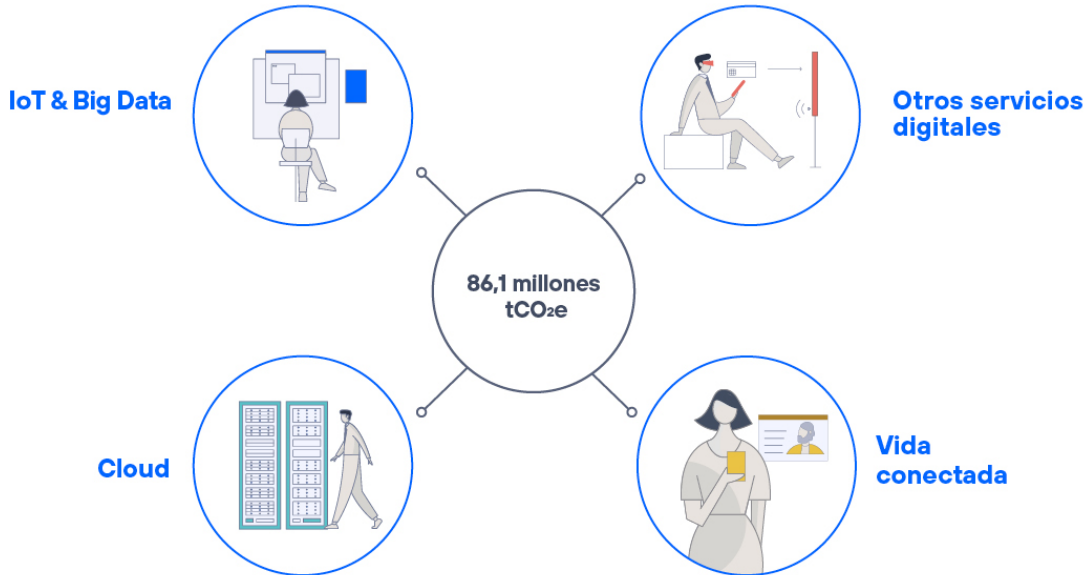 IoT & Big Data
Otros servicios
digitales
86,1 millones
tCO₂e
Cloud
Vida
conectada